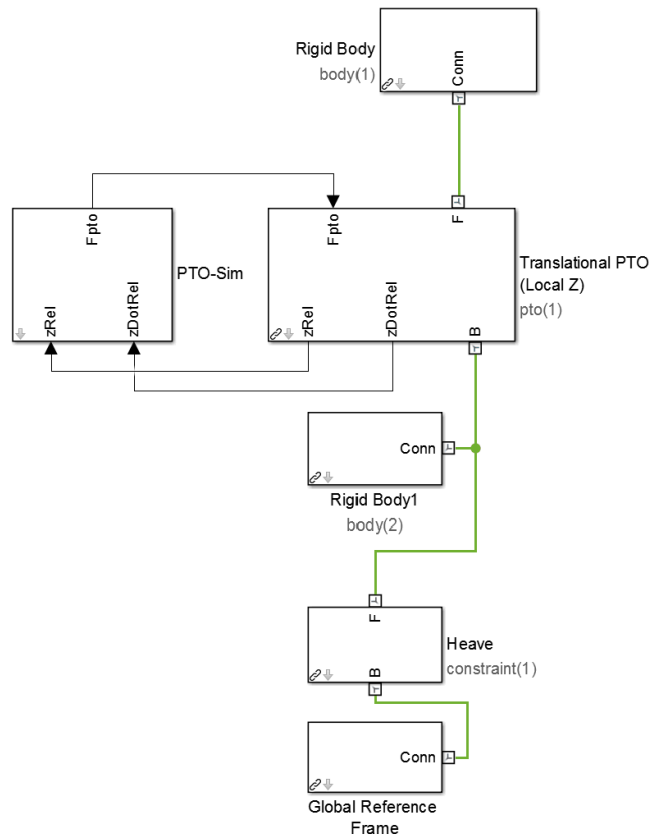 Rigid Body
body(1)
Conn
Fpto
zRel
zDotRel
PTO-Sim
Fpto
F
zRel
zDotRel
B
Translational PTO
(Local Z)
pto(1)
Conn
Rigid Body1
body(2)
F
B
Heave
constraint(1)
Conn
Global Reference
Frame